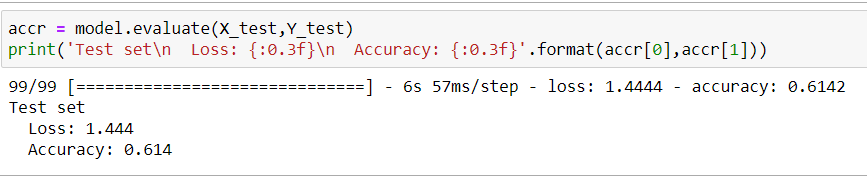 accr = model.evaluate(X_test,Y_test)
print('Test set\n  Loss: {:0.3f}\n  Accuracy: {:0.3f}'.format(accr[0],accr[1]))
99/99 [==============================] - 6s 57ms/step - loss: 1.4444 - accuracy: 0.6142
Test set
  Loss: 1.444
  Accuracy: 0.614